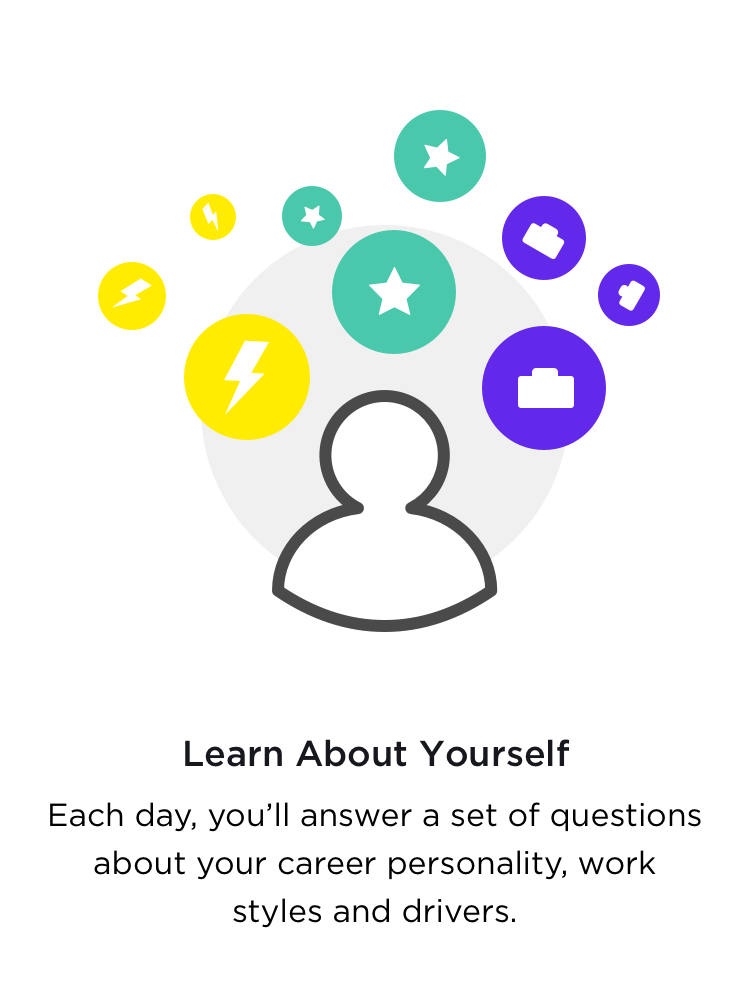 Learn About Yourself
Each day, you’ll answer a set of questions
about your career personality, work
styles and drivers.